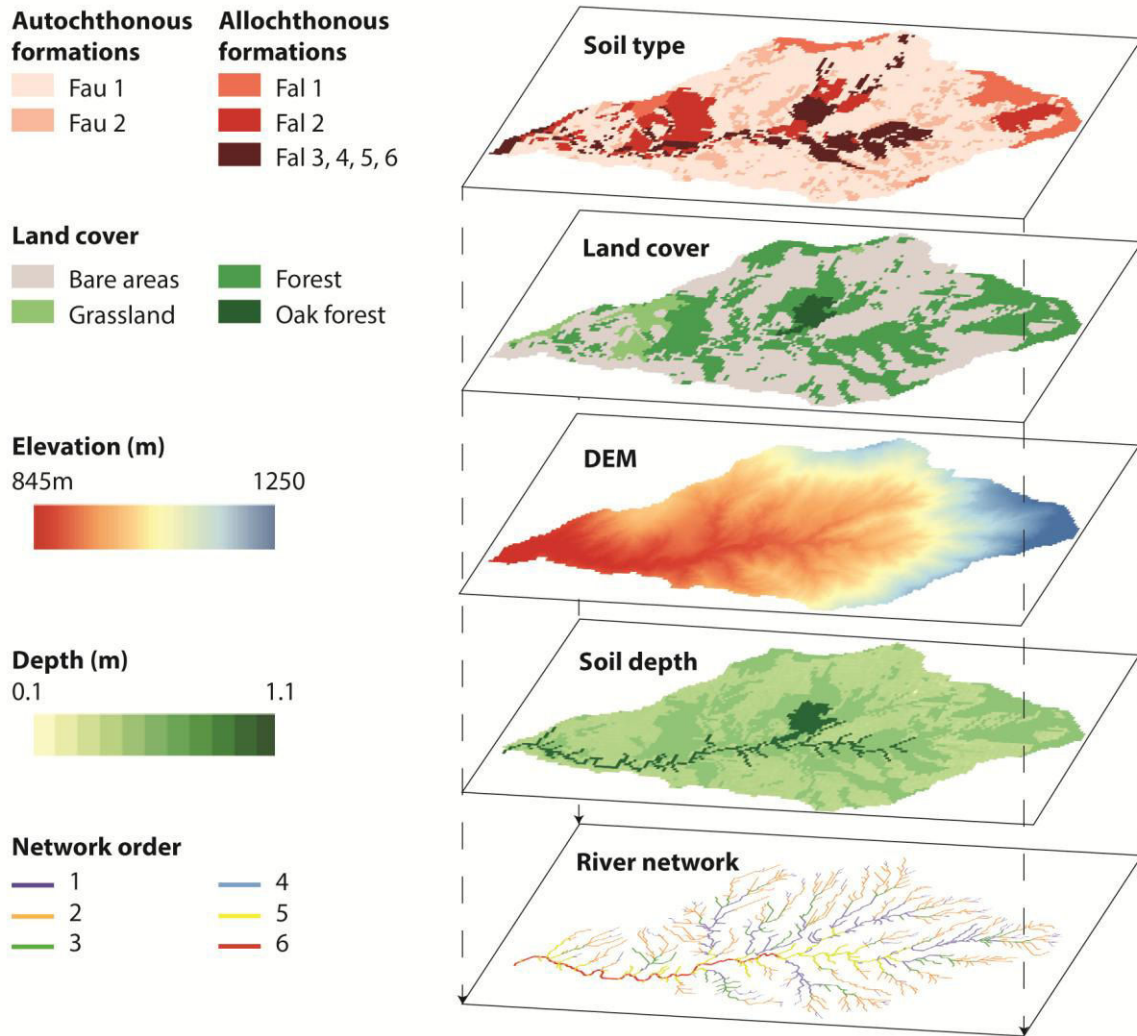 Autochthonous
formations
Fau 1
Fau 2
Allochthonous
formations
Fal 1
Fal 2
Fal 3, 4, 5, 6
Soil type
Land cover
Bare areas
Grassland
Forest
Oak forest
Land cover
Elevation (m)
845m
1250
DEM
Depth (m)
0.1
1.1
Soil depth
Network order
1
2
3
4
5
6
River network